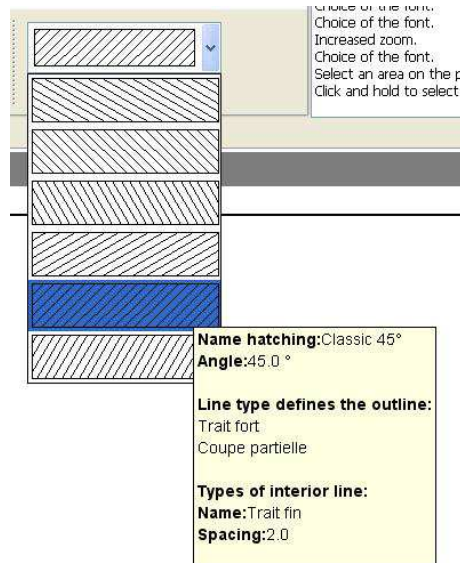 Choice of the font.
Choice of the font.
Increased zoom.
Choice of the font.
Select an area on the
Click and hold to select
Name hatching:Classic 45°
Angle:45.0 °
Line type defines the outline:
Trait fort
Coupe partielle
Types of interior line:
Name:Trait fin
Spacing:2.0